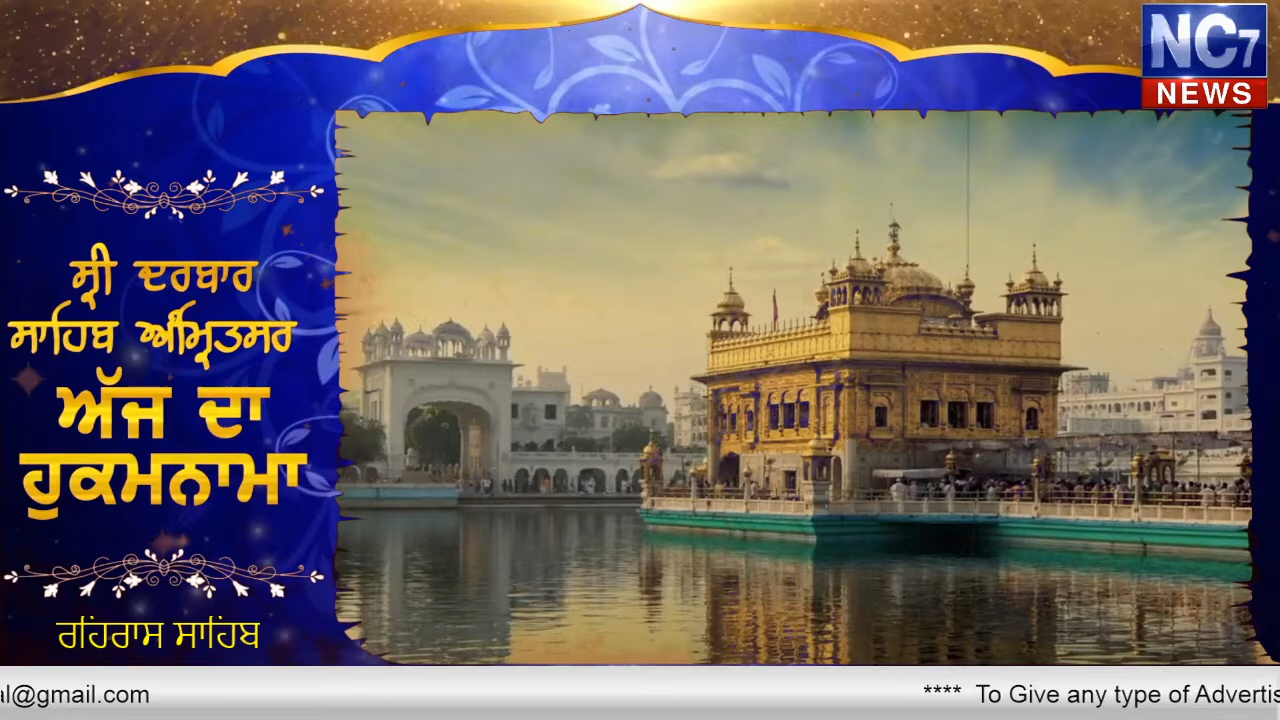 NC7
NEWS
ਸ੍ਰੀ ਦਰਬਾਰ
ਸਾਹਿਬ ਅੰਮ੍ਰਿਤਸਰ
ਅੱਜ ਦਾ
ਹੁਕਮਨਾਮਾ
ਰਹਿਰਾਸ ਸਾਹਿਬ
al@gmail.com **** To Give any type of Advertis